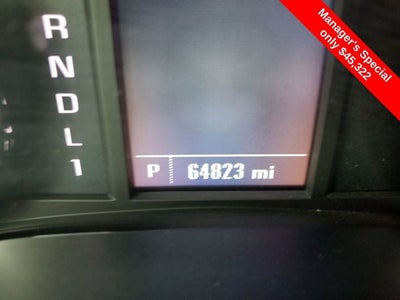 Manager's Special
only $45,322
R
N
D
L
1
P 64823 mi